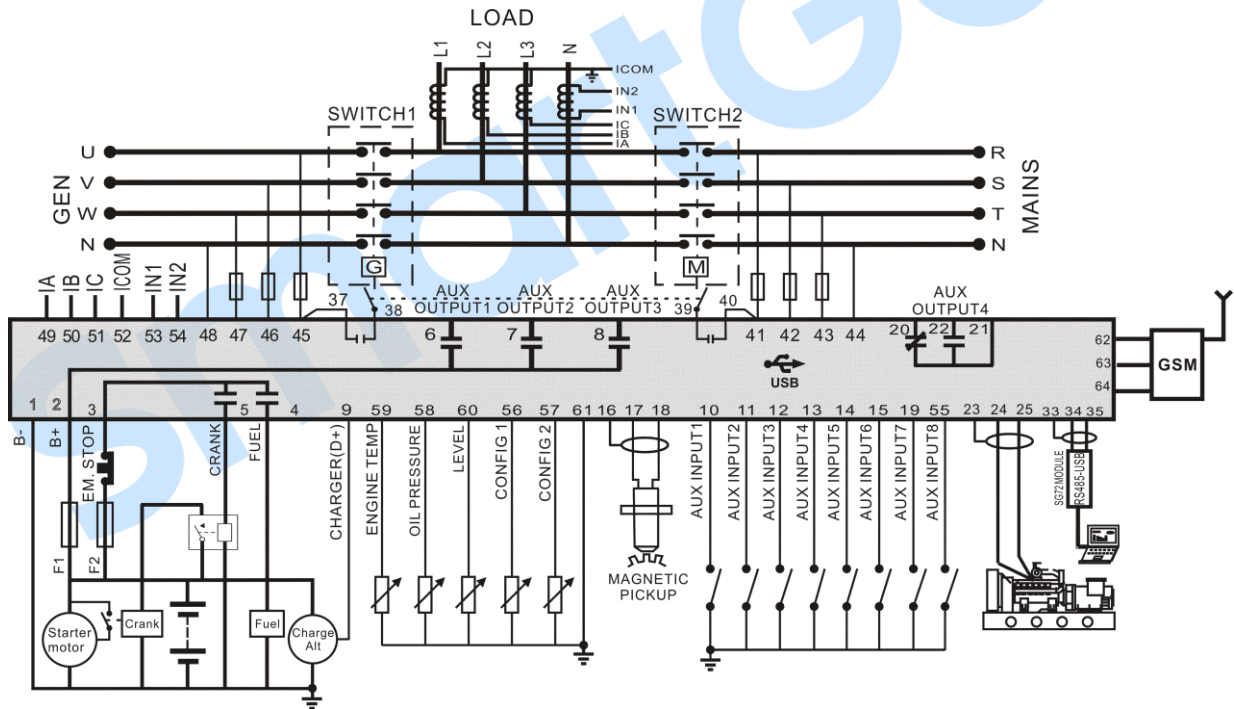 LOAD
L1 L2 L3 N
ICOM
IN2
IN1
IC
IB
IA
SWITCH1
SWITCH2
GEN
U
V
W
N
R
S
T
N
MAINS
G
M
IA IB IC ICOM IN1 IN2
37
38
AUX OUTPUT1
AUX OUTPUT2
AUX OUTPUT3
39
40
AUX OUTPUT4
49 50 51 52 53 54 48 47 46 45
6 7 8
41 42 43 44
20 22 21
USB
62
63
64
GSM
1 2 3 5 4 9 59 58 60 56 57 61 16 17 18 10 11 12 13 14 15 19 55 23 24 25 33 34 35
B-
B+
EM. STOP
CRANK
FUEL
CHARGER(D+)
ENGINE TEMP
OIL PRESSURE
LEVEL
CONFIG 1
CONFIG 2
AUX INPUT1
AUX INPUT2
AUX INPUT3
AUX INPUT4
AUX INPUT5
AUX INPUT6
AUX INPUT7
AUX INPUT8
SG72 MODULE
RS485-USB
F1
F2
MAGNETIC
PICKUP
Starter
motor
Crank
Fuel
Charge
Alt
smartGe